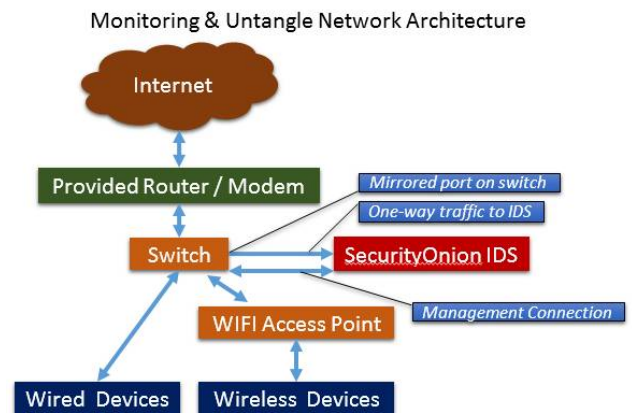 Monitoring & Untangle Network Architecture
Internet
Provided Router / Modem
Mirrored port on switch
One-way traffic to IDS
Switch
SecurityOnion IDS
Management Connection
WIFI Access Point
Wired Devices
Wireless Devices